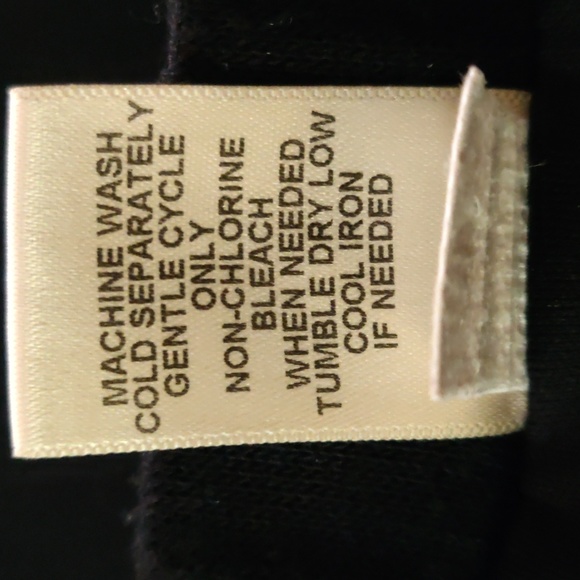 MACHINE WASH
COLD SEPARATELY
GENTLE CYCLE
ONLY
NON-CHLORINE
BLEACH
WHEN NEEDED
TUMBLE DRY LOW
COOL IRON
IF NEEDED